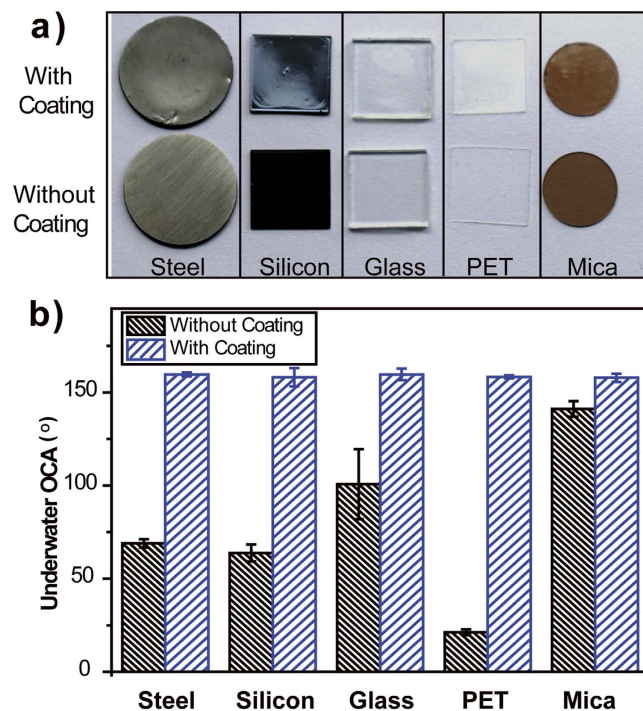 a)
With
Coating
Without
Coating
Steel Silicon Glass PET Mica
b)
Without Coating
With Coating
Underwater OCA (°)
150
100
50
0
Steel Silicon Glass PET Mica